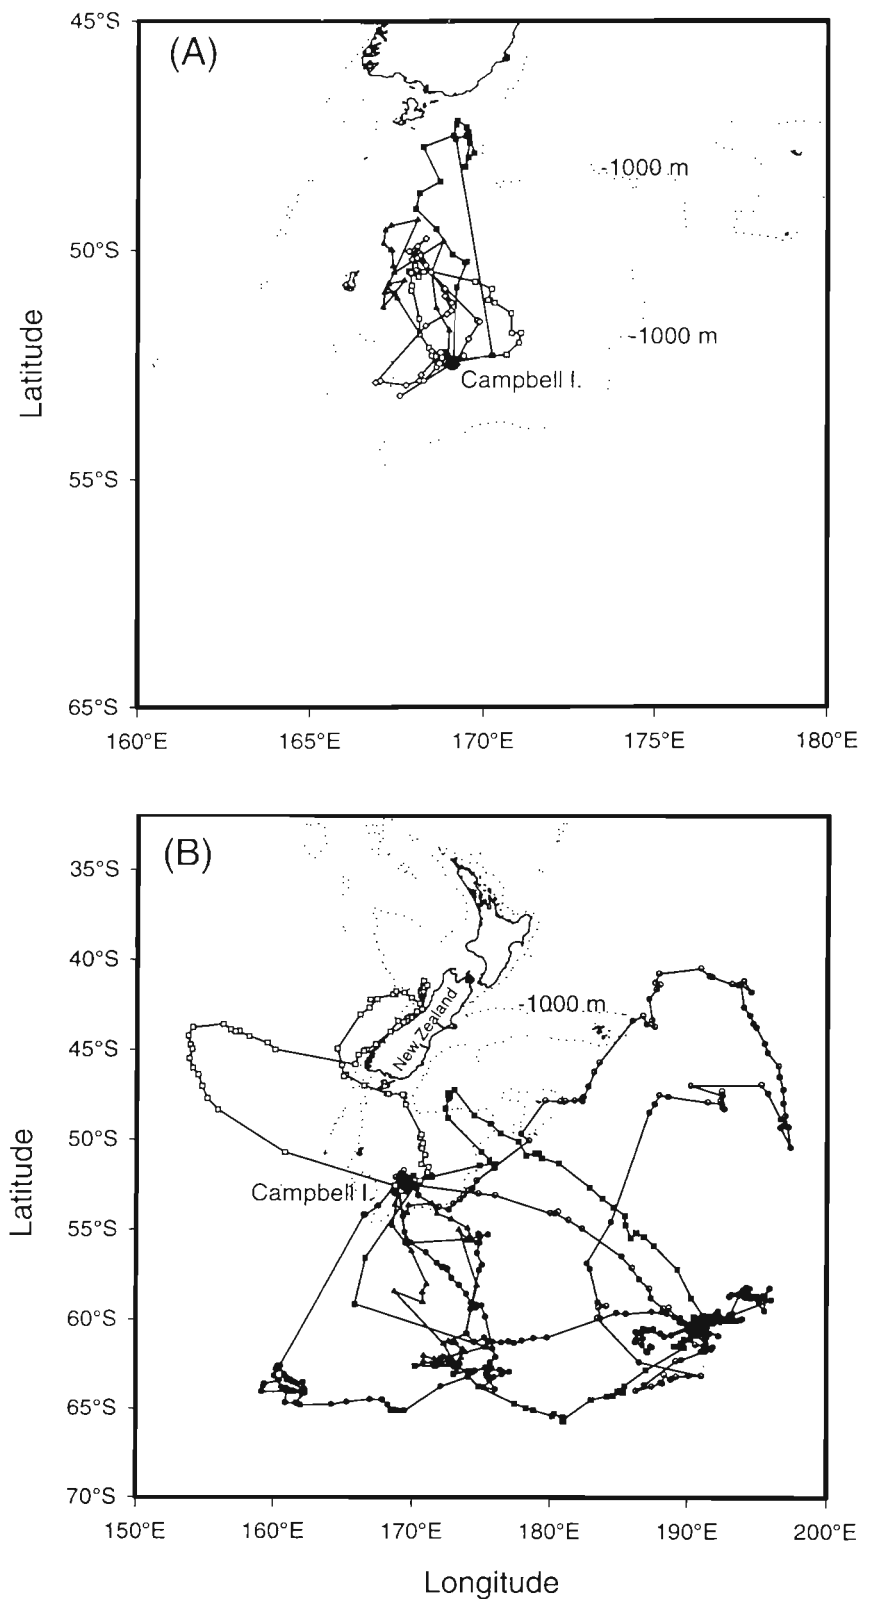 45°S
(A)
-1000 m
50°S
-1000 m
Campbell I.
Latitude
55°S
65°S
160°E 165°E 170°E 175°E 180°E
(B)
35°S
40°S
-1000 m
New Zealand
45°S
50°S
Campbell I.
Latitude
55°S
60°S
65°S
70°S
150°E 160°E 170°E 180°E 190°E 200°E
Longitude